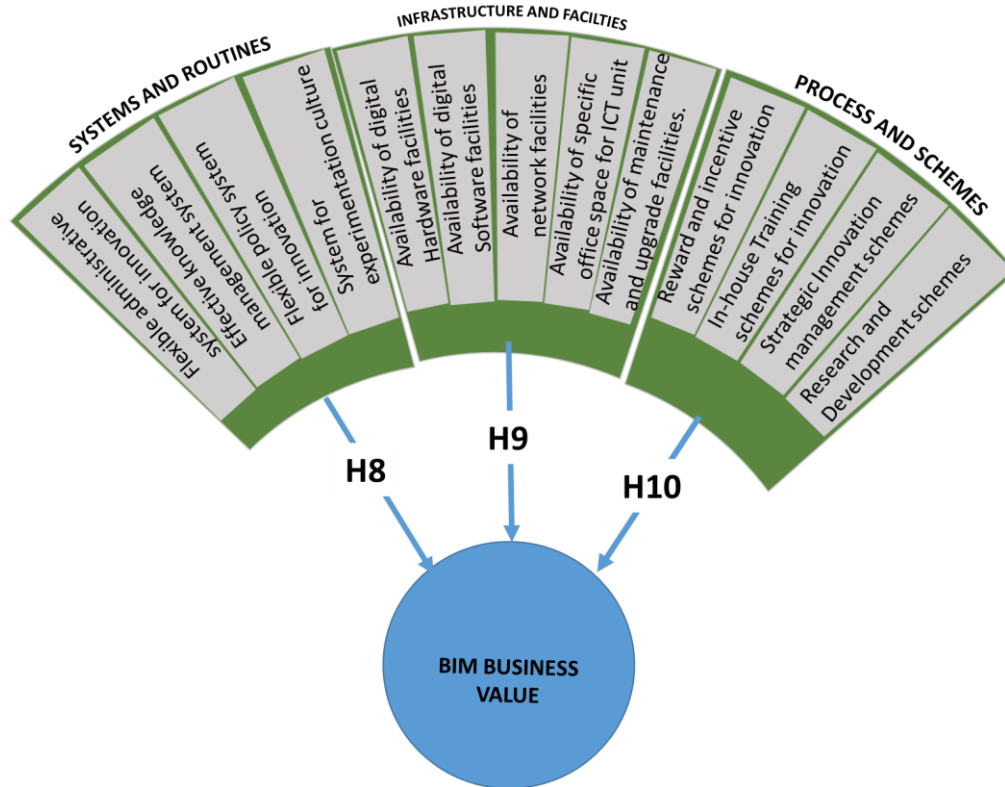 SYSTEMS AND ROUTINES
Flexible administrative
system for innovation
Effective knowledge
management system
Flexible policy system
for innovation
System for
experimentation culture
INFRASTRUCTURE AND FACILTIES
Availability of digital
Hardware facilities
Availability of digital
Software facilities
Availability of
network facilities
Availability of specific
office space for ICT unit
Availability of maintenance
and upgrade facilities.
PROCESS AND SCHEMES
Reward and incentive
schemes for innovation
In-house Training
schemes for innovation
Strategic Innovation
management schemes
Research and
Development schemes
H8
H9
H10
BIM BUSINESS
VALUE